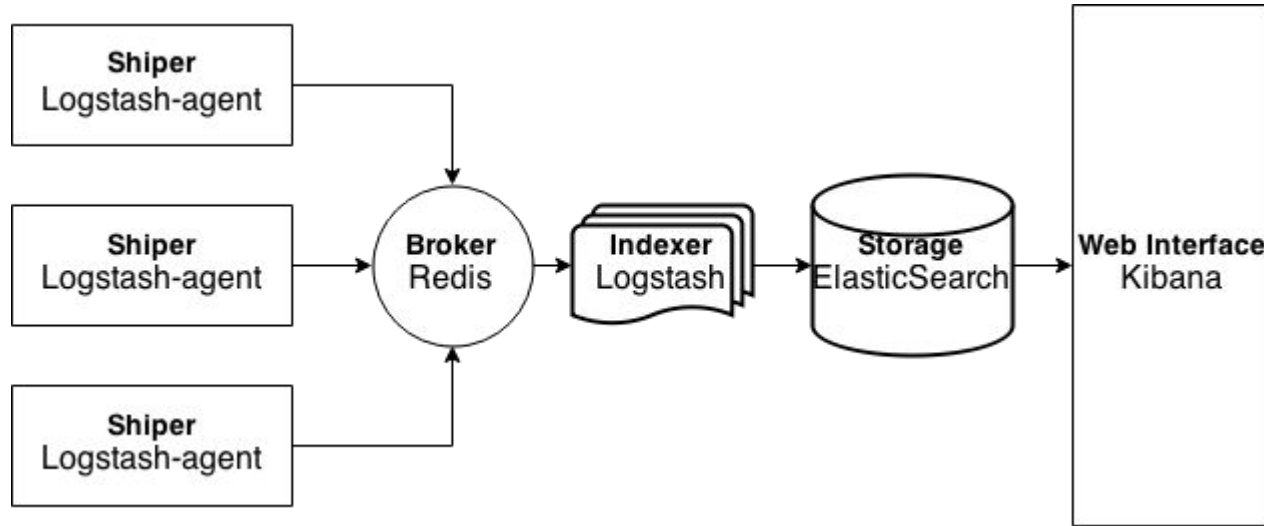 Shiper
Logstash-agent
Shiper
Logstash-agent
Shiper
Logstash-agent
Broker
Redis
Indexer
Logstash
Storage
ElasticSearch
Web Interface
Kibana